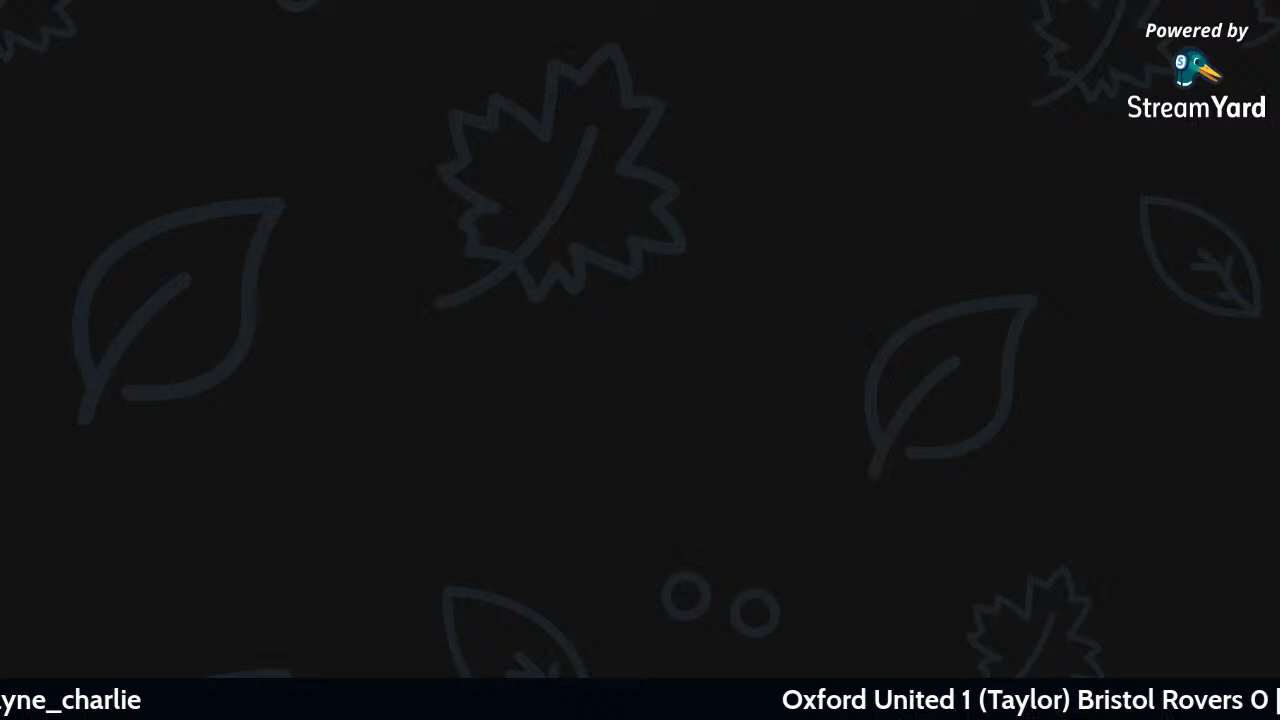 Powered by
StreamYard
yne_charlie
Oxford United 1 (Taylor) Bristol Rovers 0